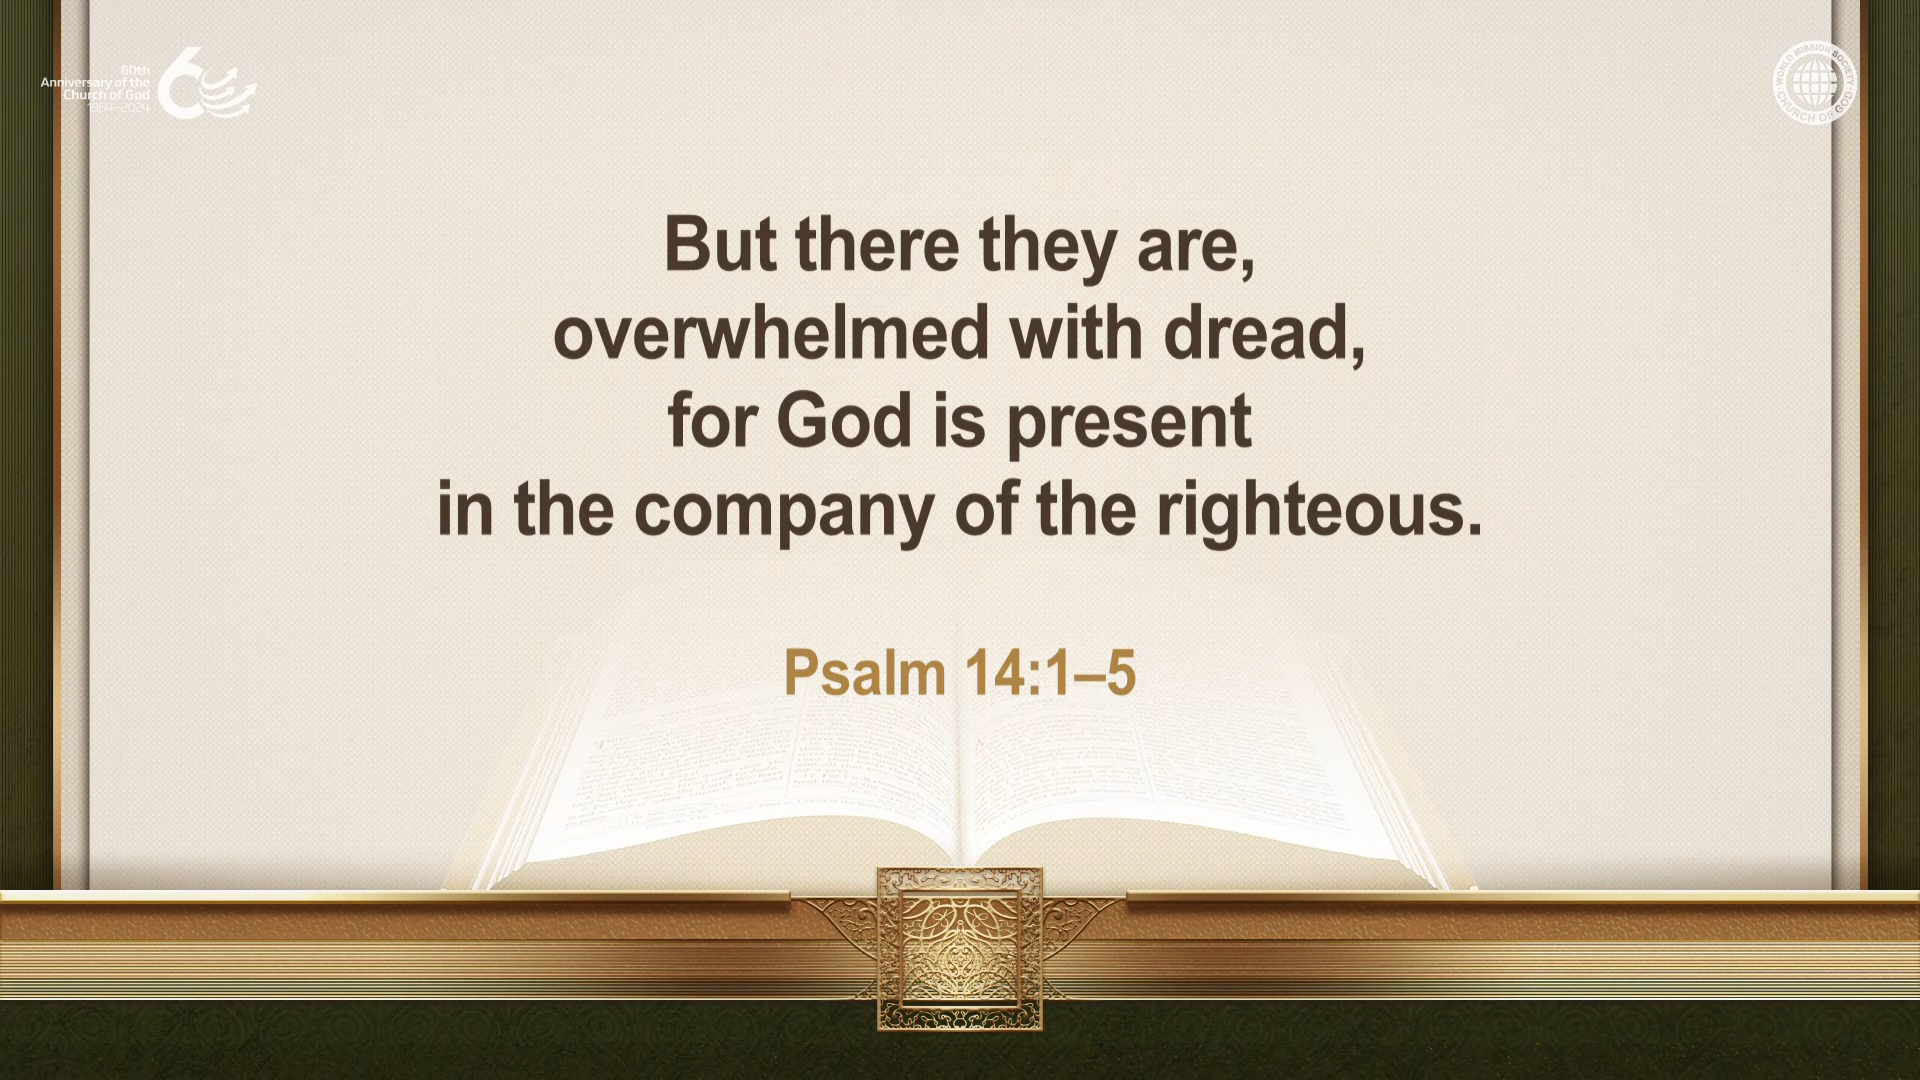 60th
Anniversary of the
Church of God
1964–2024
WORLD MISSION SOCIETY
CHURCH OF GOD
But there they are,
overwhelmed with dread,
for God is present
in the company of the righteous.
Psalm 14:1–5